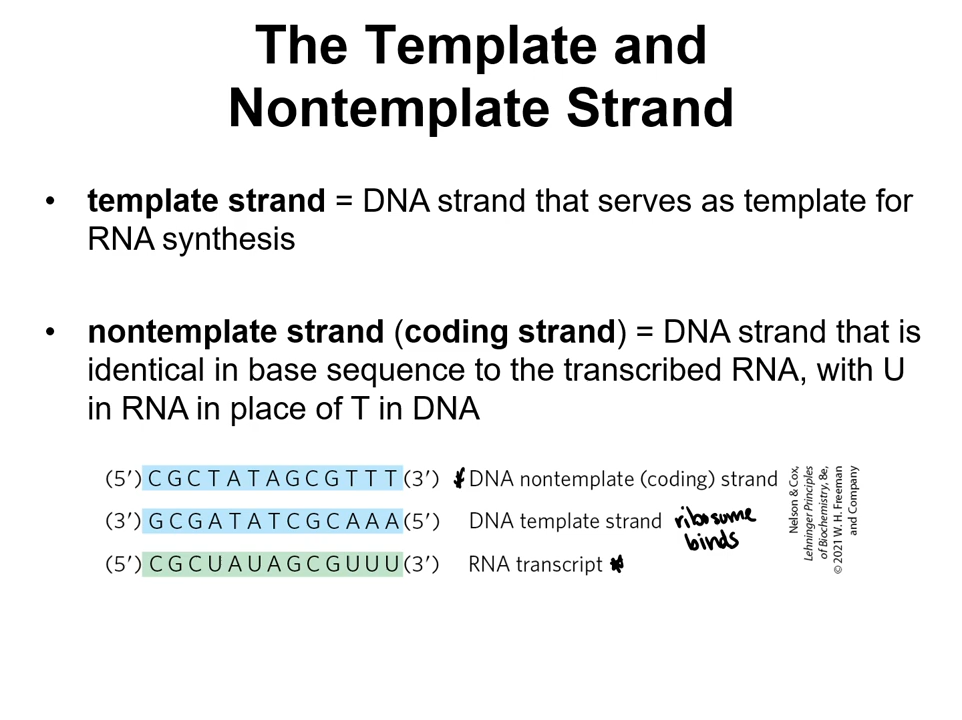 The Template and
Nontemplate Strand
• template strand = DNA strand that serves as template for
RNA synthesis
• nontemplate strand (coding strand) = DNA strand that is
identical in base sequence to the transcribed RNA, with U
in RNA in place of T in DNA
(5′) C G C T A T A G C G T T T (3′) * DNA nontemplate (coding) strand
(3′) G C G A T A T C G C A A A (5′) DNA template strand ribosume
binds
(5′) C G C U A U A G C G U U U (3′) RNA transcript *
Nelson & Cox,
Lehninger Principles
of Biochemistry, 8e,
© 2021 W. H. Freeman
and Company